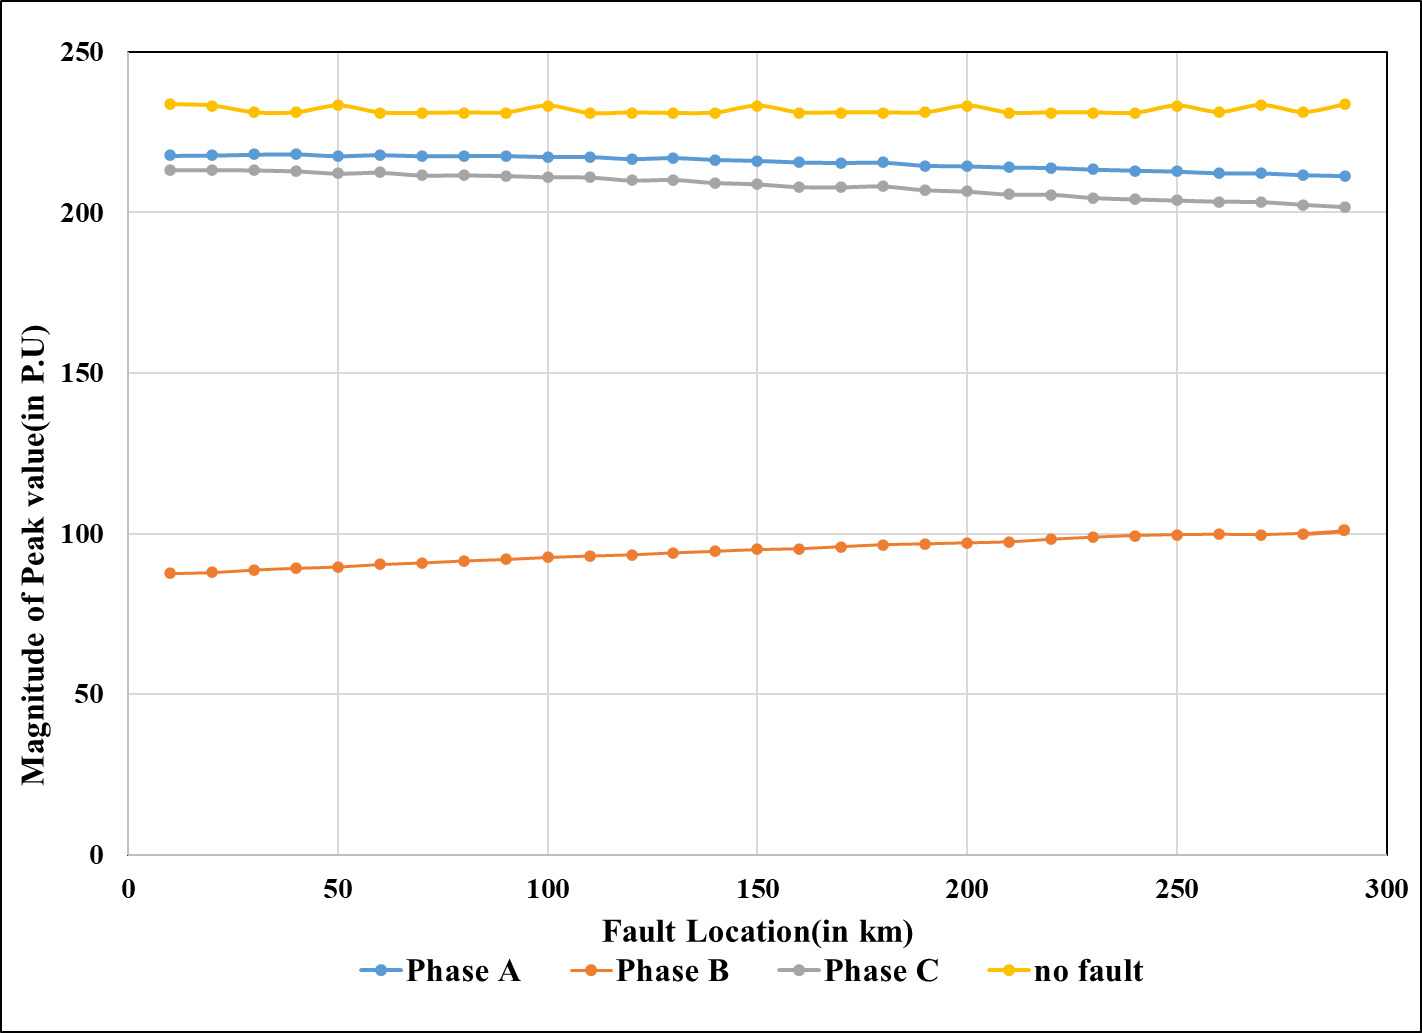 250
200
150
100
50
0
Magnitude of Peak value(in P.U)
0 50 100 150 200 250 300
Fault Location(in km)
Phase A Phase B Phase C no fault